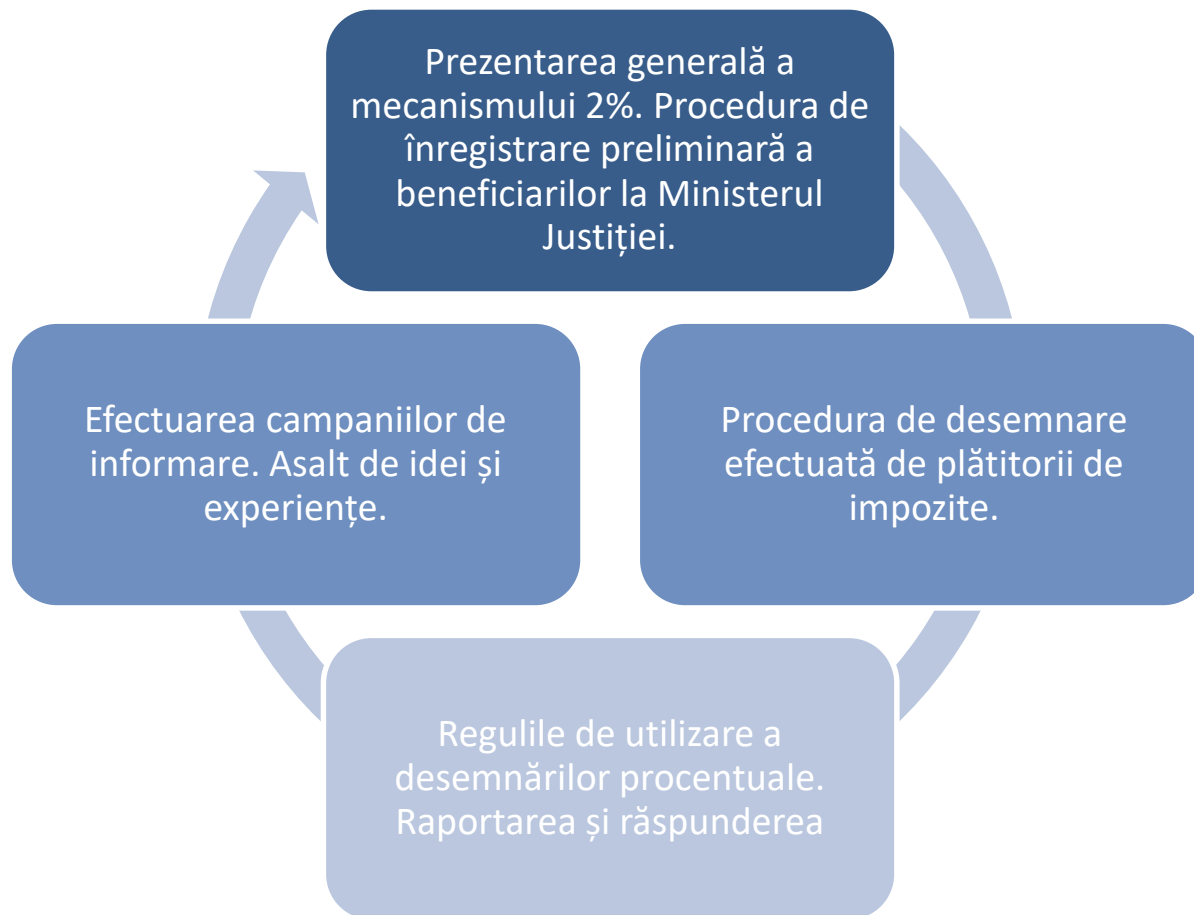 Prezentarea generală a
mecanismului 2%. Procedura de
înregistrare preliminară a
beneficiarilor la Ministerul
Justiției.
Procedura de desemnare
efectuată de plătitorii de
impozite.
Regulile de utilizare a
desemnărilor procentuale.
Raportarea și răspunderea
Efectuarea campaniilor de
informare. Asalt de idei și
experiențe.